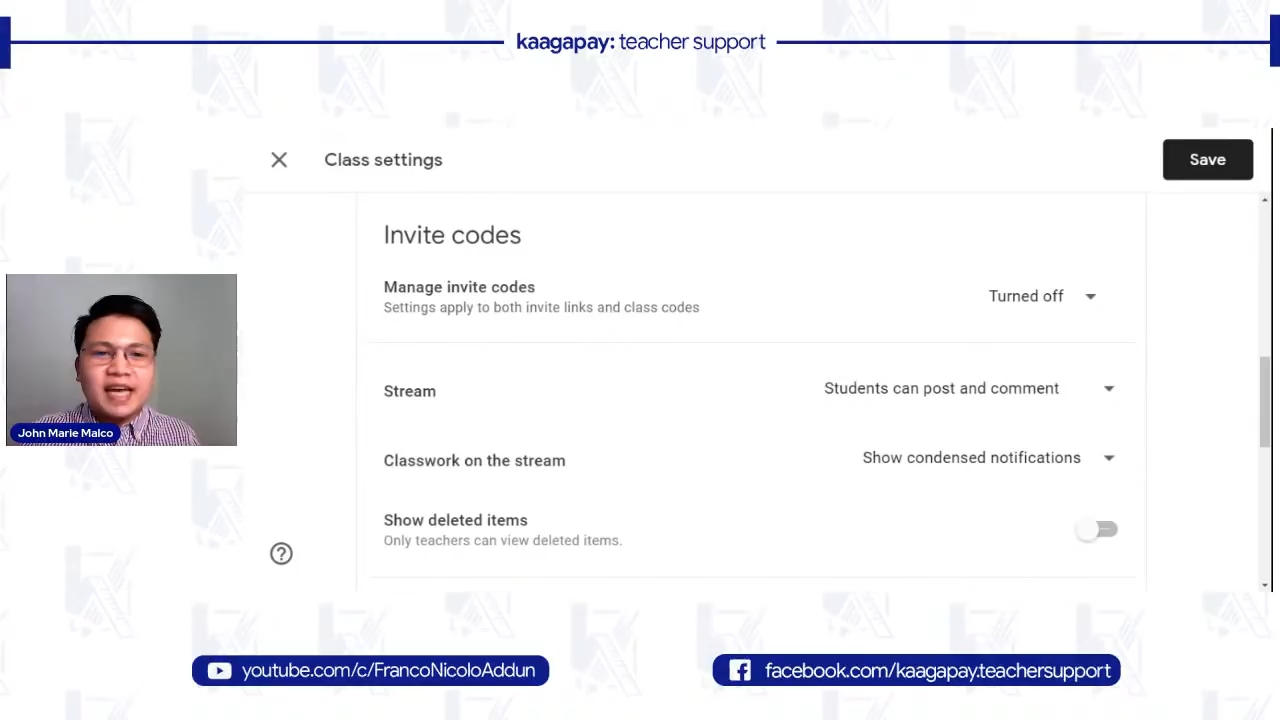 kaagapay: teacher support
Class settings
Save
Invite codes
Manage invite codes
Settings apply to both invite links and class codes
Turned off
Stream
Students can post and comment
Classwork on the stream
Show condensed notifications
Show deleted items
Only teachers can view deleted items.
John Marie Malco
youtube.com/c/FrancoNicoloAddun
facebook.com/kaagapay.teachersupport